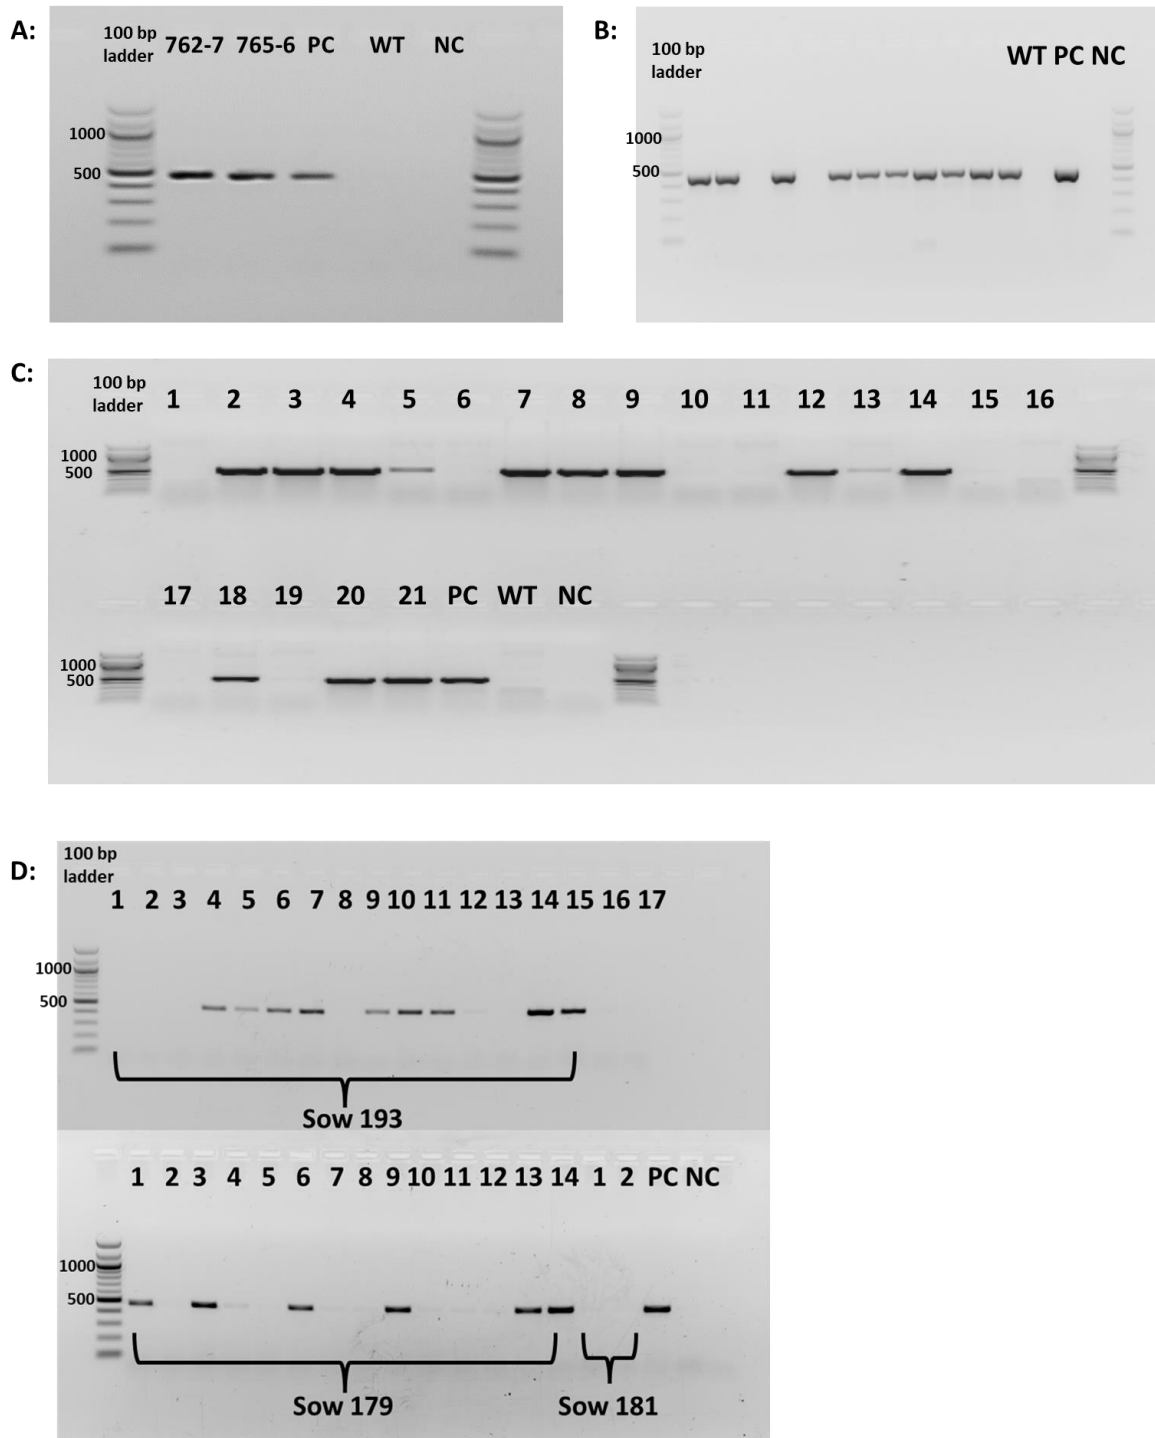 A:
100 bp
ladder
762-7 765-6 PC WT NC
1000
500
B:
100 bp
ladder
WT PC NC
1000
500
C:
100 bp
ladder
1 2 3 4 5 6 7 8 9 10 11 12 13 14 15 16
1000
500
17 18 19 20 21 PC WT NC
1000
500
D:
100 bp
ladder
1 2 3 4 5 6 7 8 9 10 11 12 13 14 15 16 17
1000
500
Sow 193
1 2 3 4 5 6 7 8 9 10 11 12 13 14 1 2 PC NC
1000
500
Sow 179 Sow 181